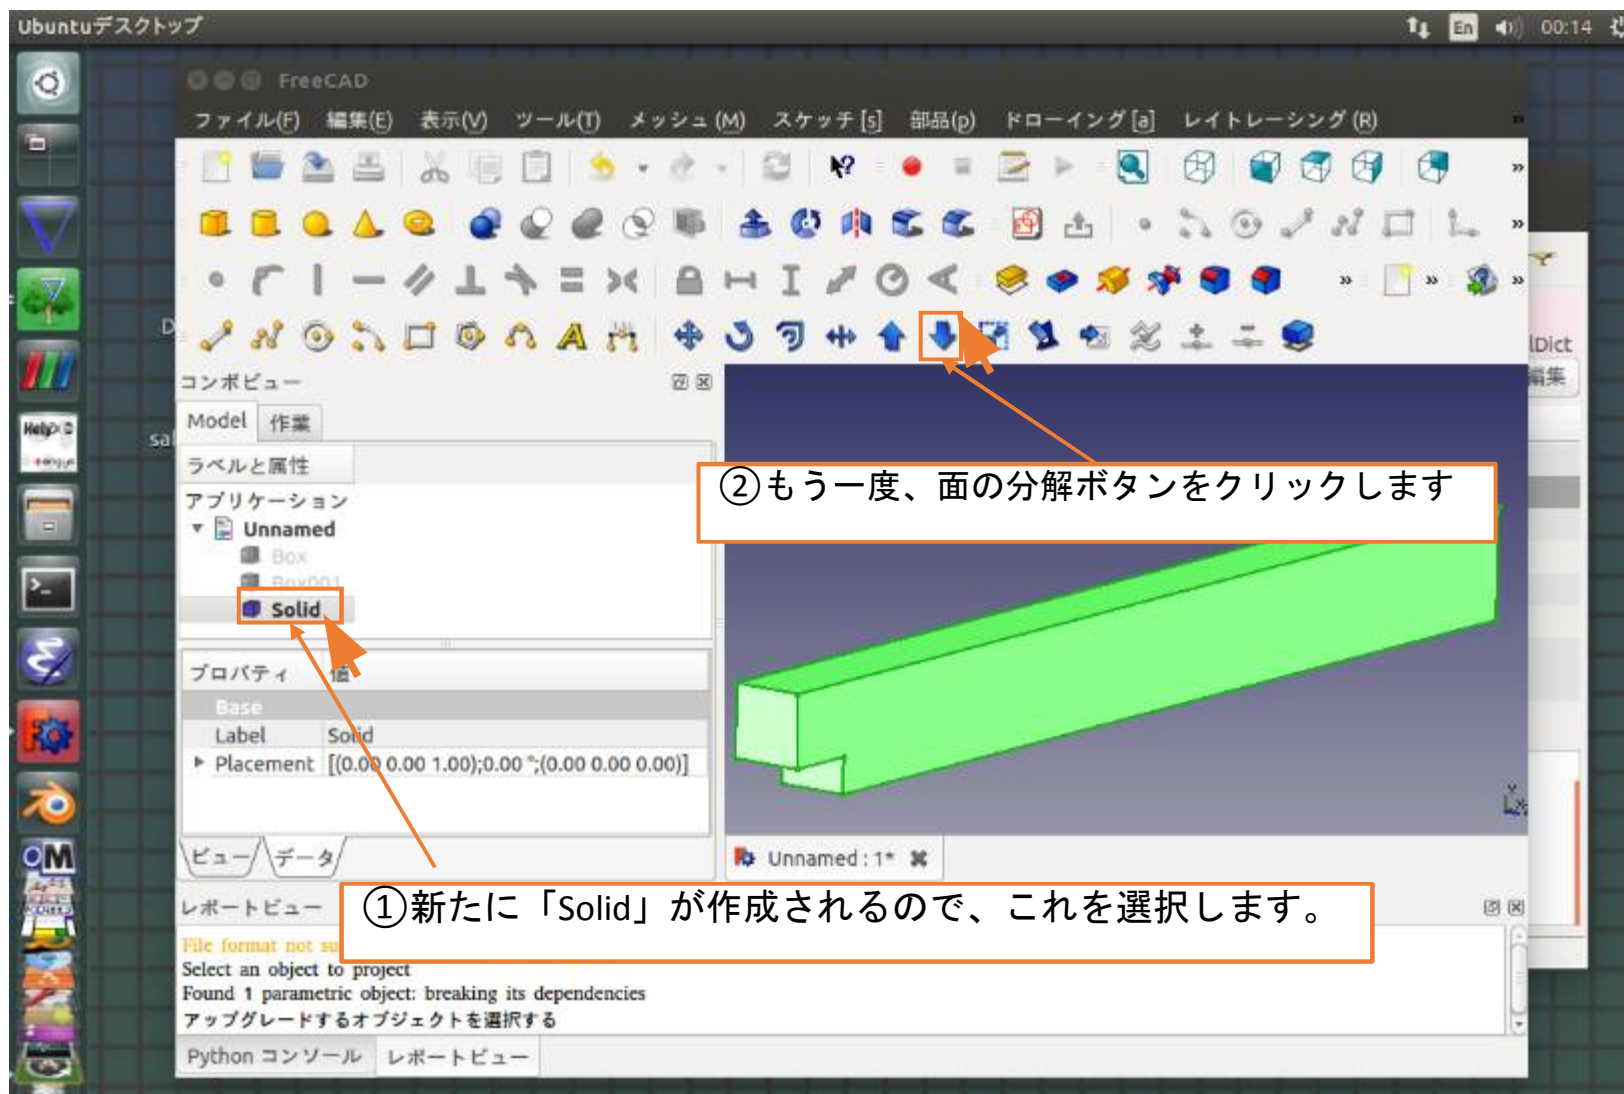 Ubuntuデスクトップ
En
00:14
FreeCAD
ファイル(F) 編集(E) 表示(V) ツール(T) メッシュ(M) スケッチ[s] 部品(p) ドローイング[a] レイトレーシング(R)
D
lDict
編集
コンボビュー
Model 作業
sal
ラベルと属性
アプリケーション
Unnamed
Box
Box001
Solid
②もう一度、面の分解ボタンをクリックします
プロパティ 値
Base
Label Solid
Placement [(0.00 0.00 1.00);0.00 °;(0.00 0.00 0.00)]
ビュー データ
Unnamed : 1*
①新たに「Solid」が作成されるので、これを選択します。
レポートビュー
File format not su
Select an object to project
Found 1 parametric object: breaking its dependencies
アップグレードするオブジェクトを選択する
Python コンソール レポートビュー